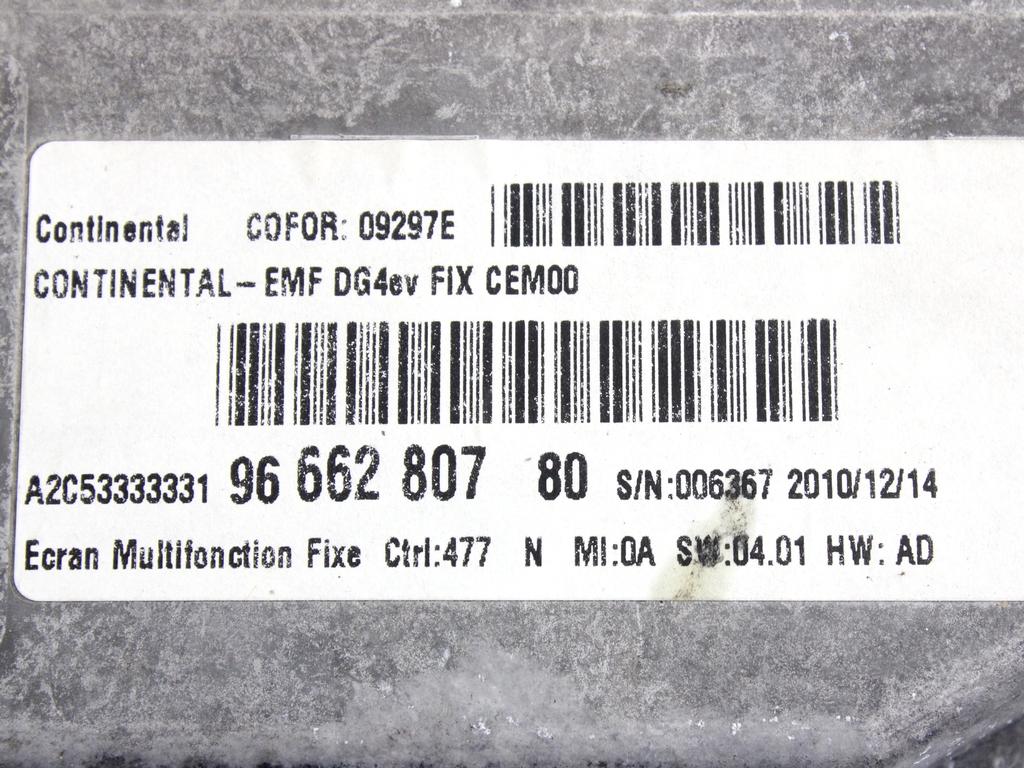 Continental COFOR: 09297E
CONTINENTAL- EMF DG4ev FIX CEM00
A2C53333331 96 662 807 80 S/N:006367 2010/12/14
Ecran Multifonction Fixe Ctrl:477 N MI:0A SW:04.01 HW: AD